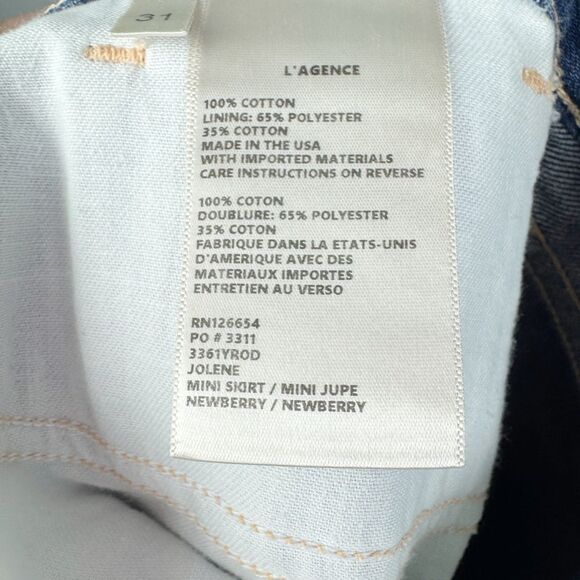 31
L'AGENCE
100% COTTON
LINING: 65% POLYESTER
35% COTTON
MADE IN THE USA
WITH IMPORTED MATERIALS
CARE INSTRUCTIONS ON REVERSE
100% COTON
DOUBLURE: 65% POLYESTER
35% COTON
FABRIQUE DANS LA ETATS-UNIS
D'AMERIQUE AVEC DES
MATERIAUX IMPORTES
ENTRETIEN AU VERSO
RN126654
PO # 3311
3361YROD
JOLENE
MINI SKIRT / MINI JUPE
NEWBERRY / NEWBERRY